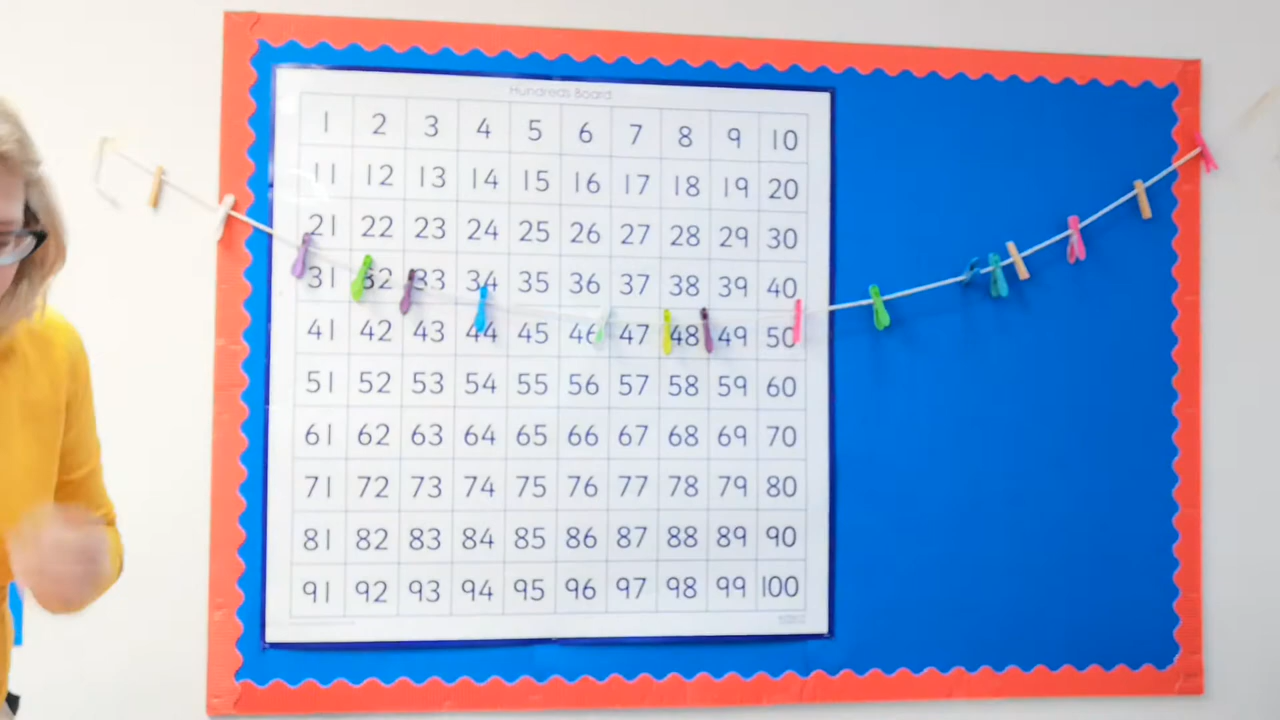 Hundreds Board
1 2 3 4 5 6 7 8 9 10
11 12 13 14 15 16 17 18 19 20
21 22 23 24 25 26 27 28 29 30
31 32 33 34 35 36 37 38 39 40
41 42 43 44 45 46 47 48 49 50
51 52 53 54 55 56 57 58 59 60
61 62 63 64 65 66 67 68 69 70
71 72 73 74 75 76 77 78 79 80
81 82 83 84 85 86 87 88 89 90
91 92 93 94 95 96 97 98 99 100